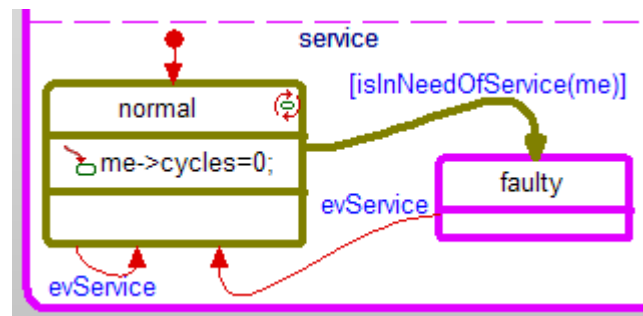 service
[isInNeedOfService(me)]
normal
me->cycles=0;
faulty
evService
evService